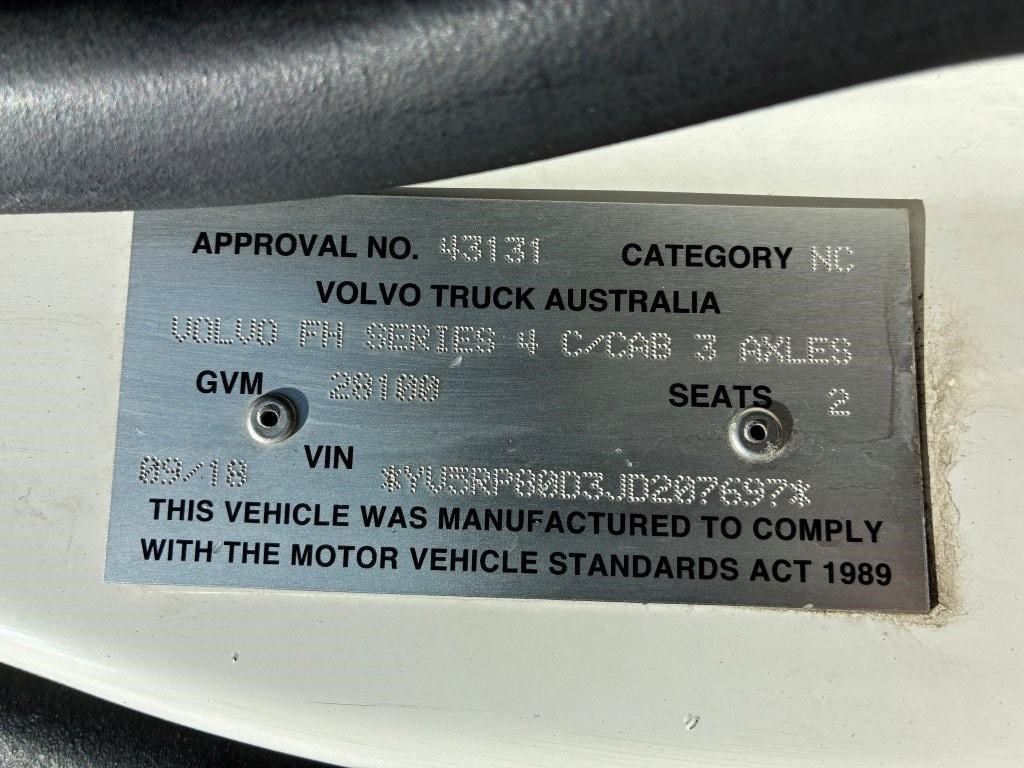 APPROVAL NO. 43131 CATEGORY NC
VOLVO TRUCK AUSTRALIA
VOLVO FH SERIES 4 C/CAB 3 AXLES
GVM 28100 SEATS 2
09/18 VIN *YV5RP60D3JD207697*
THIS VEHICLE WAS MANUFACTURED TO COMPLY
WITH THE MOTOR VEHICLE STANDARDS ACT 1989